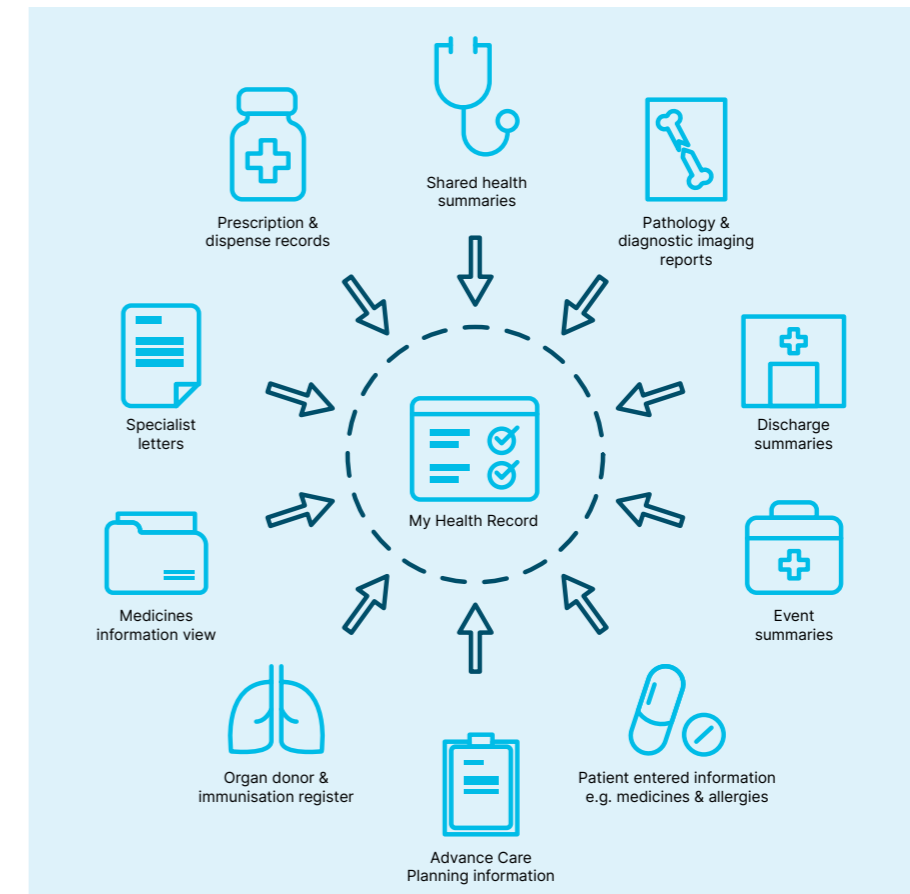 Shared health
summaries
Prescription &
dispense records
Pathology &
diagnostic imaging
reports
Specialist
letters
Discharge
summaries
My Health Record
Medicines
information view
Event
summaries
Organ donor &
immunisation register
Patient entered information
e.g. medicines & allergies
Advance Care
Planning information